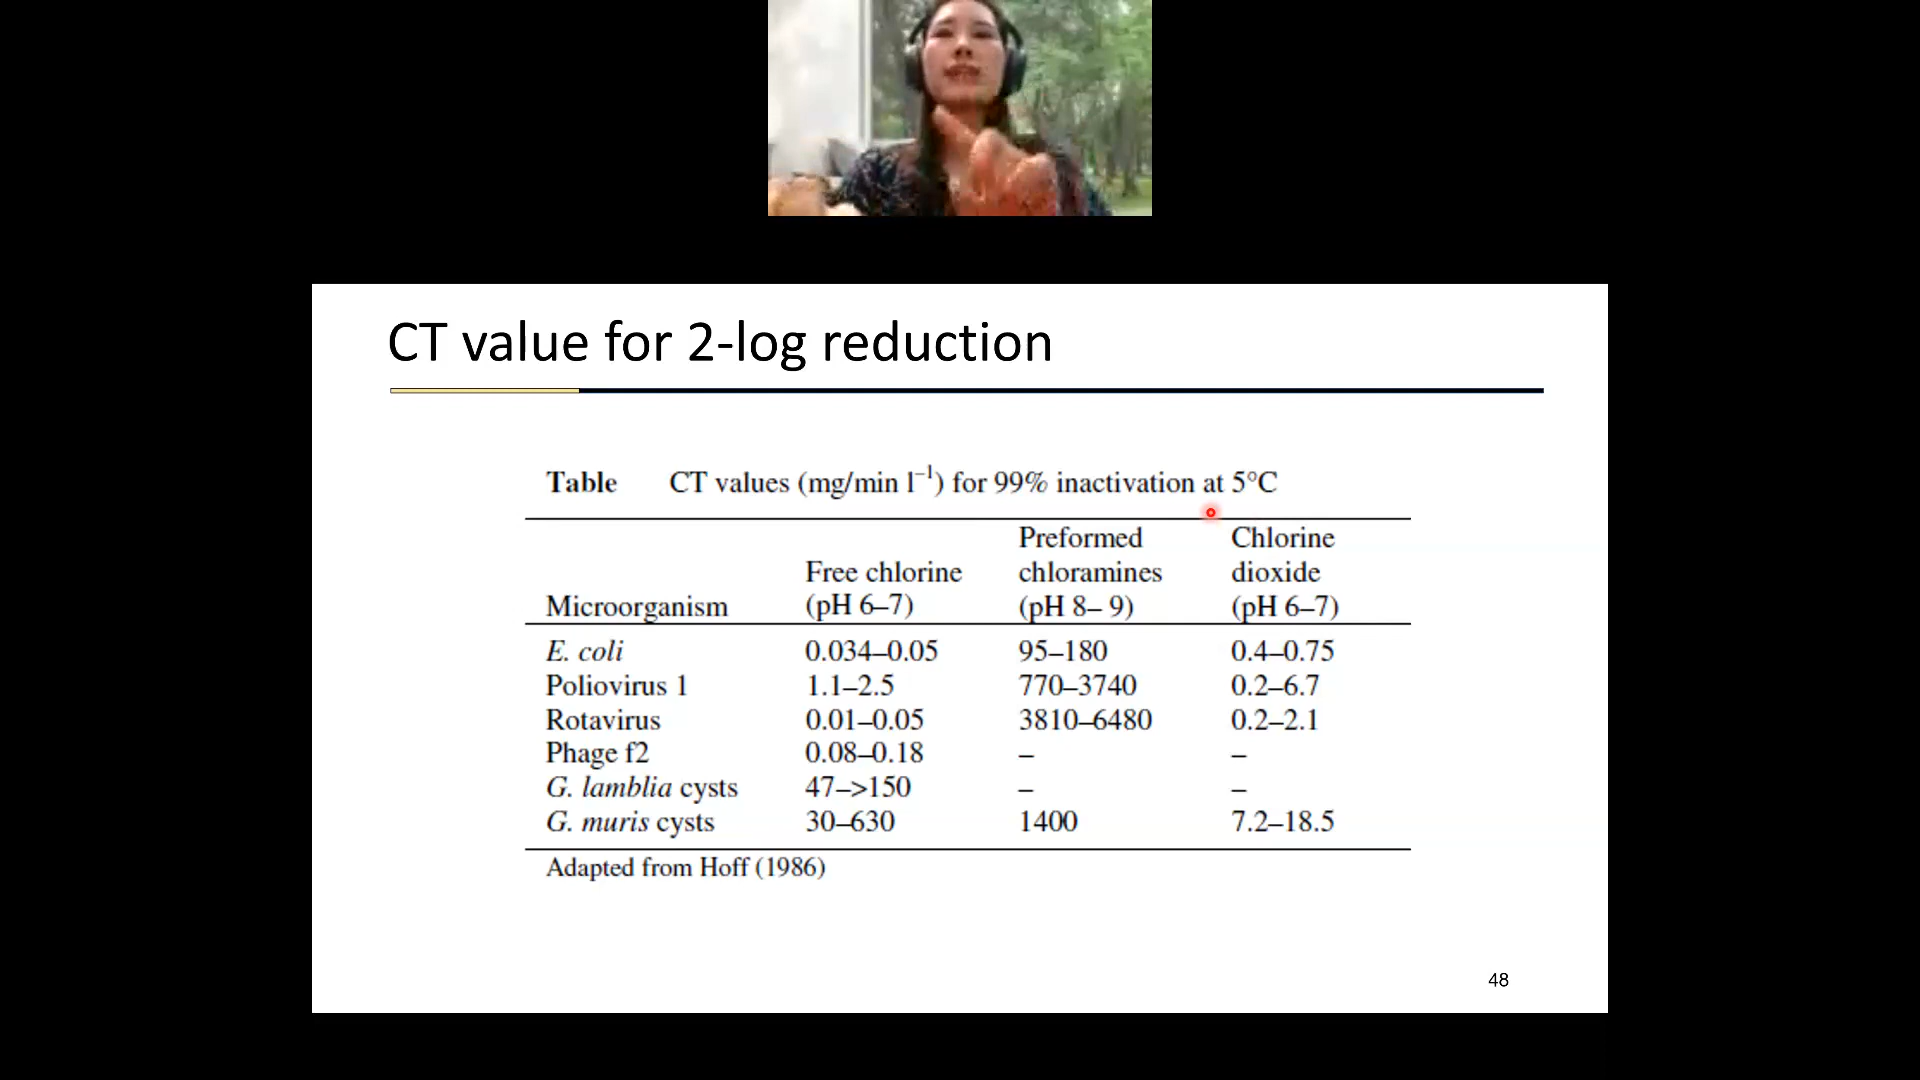 CT value for 2-log reduction
Table CT values (mg/min l⁻¹) for 99% inactivation at 5°C
Microorganism Free chlorine (pH 6–7) Preformed chloramines (pH 8– 9) Chlorine dioxide (pH 6–7)
E. coli 0.034–0.05 95–180 0.4–0.75
Poliovirus 1 1.1–2.5 770–3740 0.2–6.7
Rotavirus 0.01–0.05 3810–6480 0.2–2.1
Phage f2 0.08–0.18 – –
G. lamblia cysts 47–>150 – –
G. muris cysts 30–630 1400 7.2–18.5
Adapted from Hoff (1986)
48